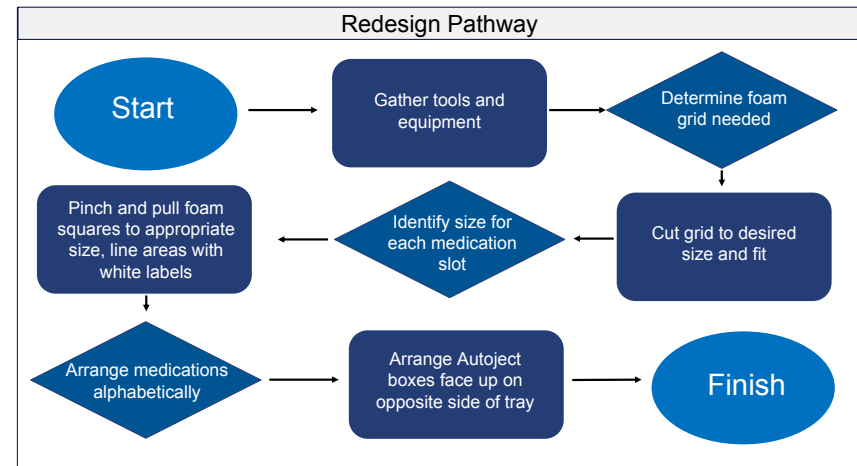 Redesign Pathway
Start
Gather tools and
equipment
Determine foam
grid needed
Cut grid to desired
size and fit
Identify size for
each medication
slot
Pinch and pull foam
squares to appropriate
size, line areas with
white labels
Arrange medications
alphabetically
Arrange Autoject
boxes face up on
opposite side of tray
Finish